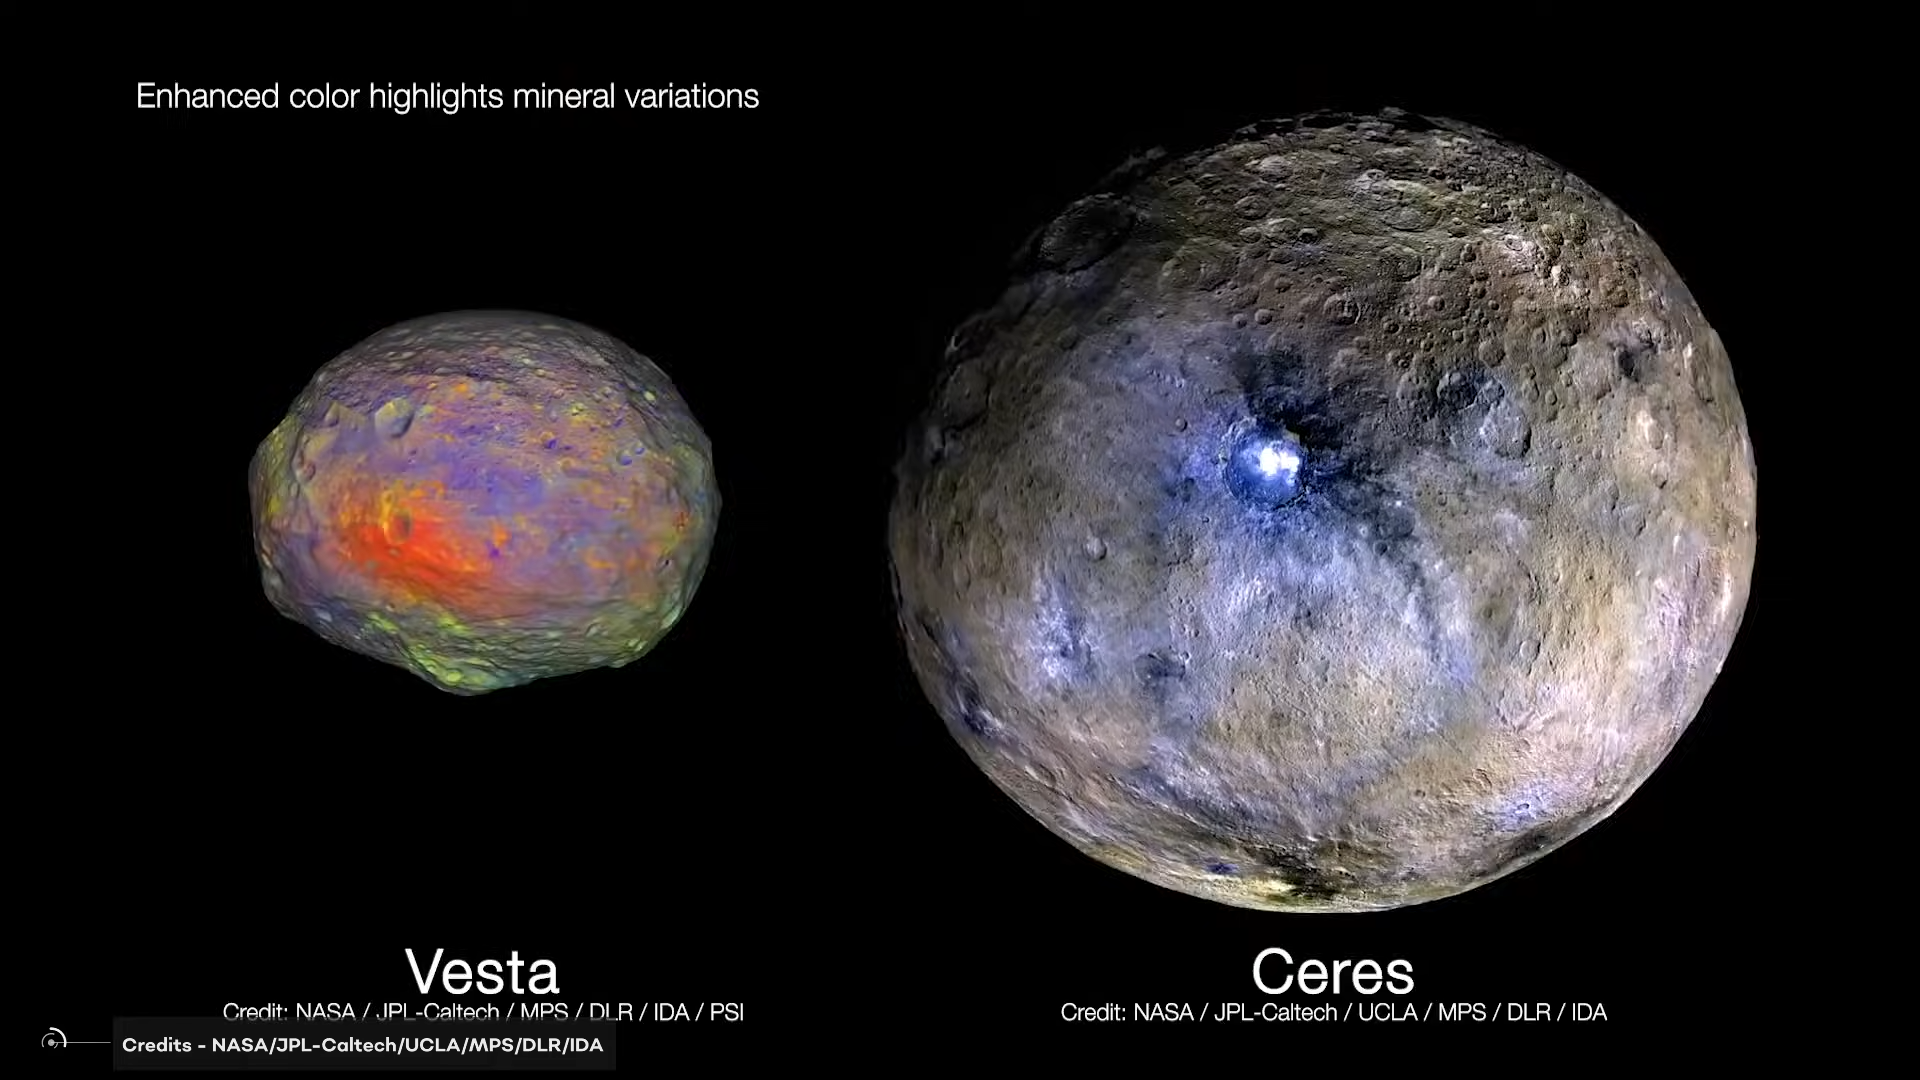 Enhanced color highlights mineral variations
Vesta
Credit: NASA / JPL-Caltech / MPS / DLR / IDA / PSI
Ceres
Credit: NASA / JPL-Caltech / UCLA / MPS / DLR / IDA
Credits - NASA/JPL-Caltech/UCLA/MPS/DLR/IDA